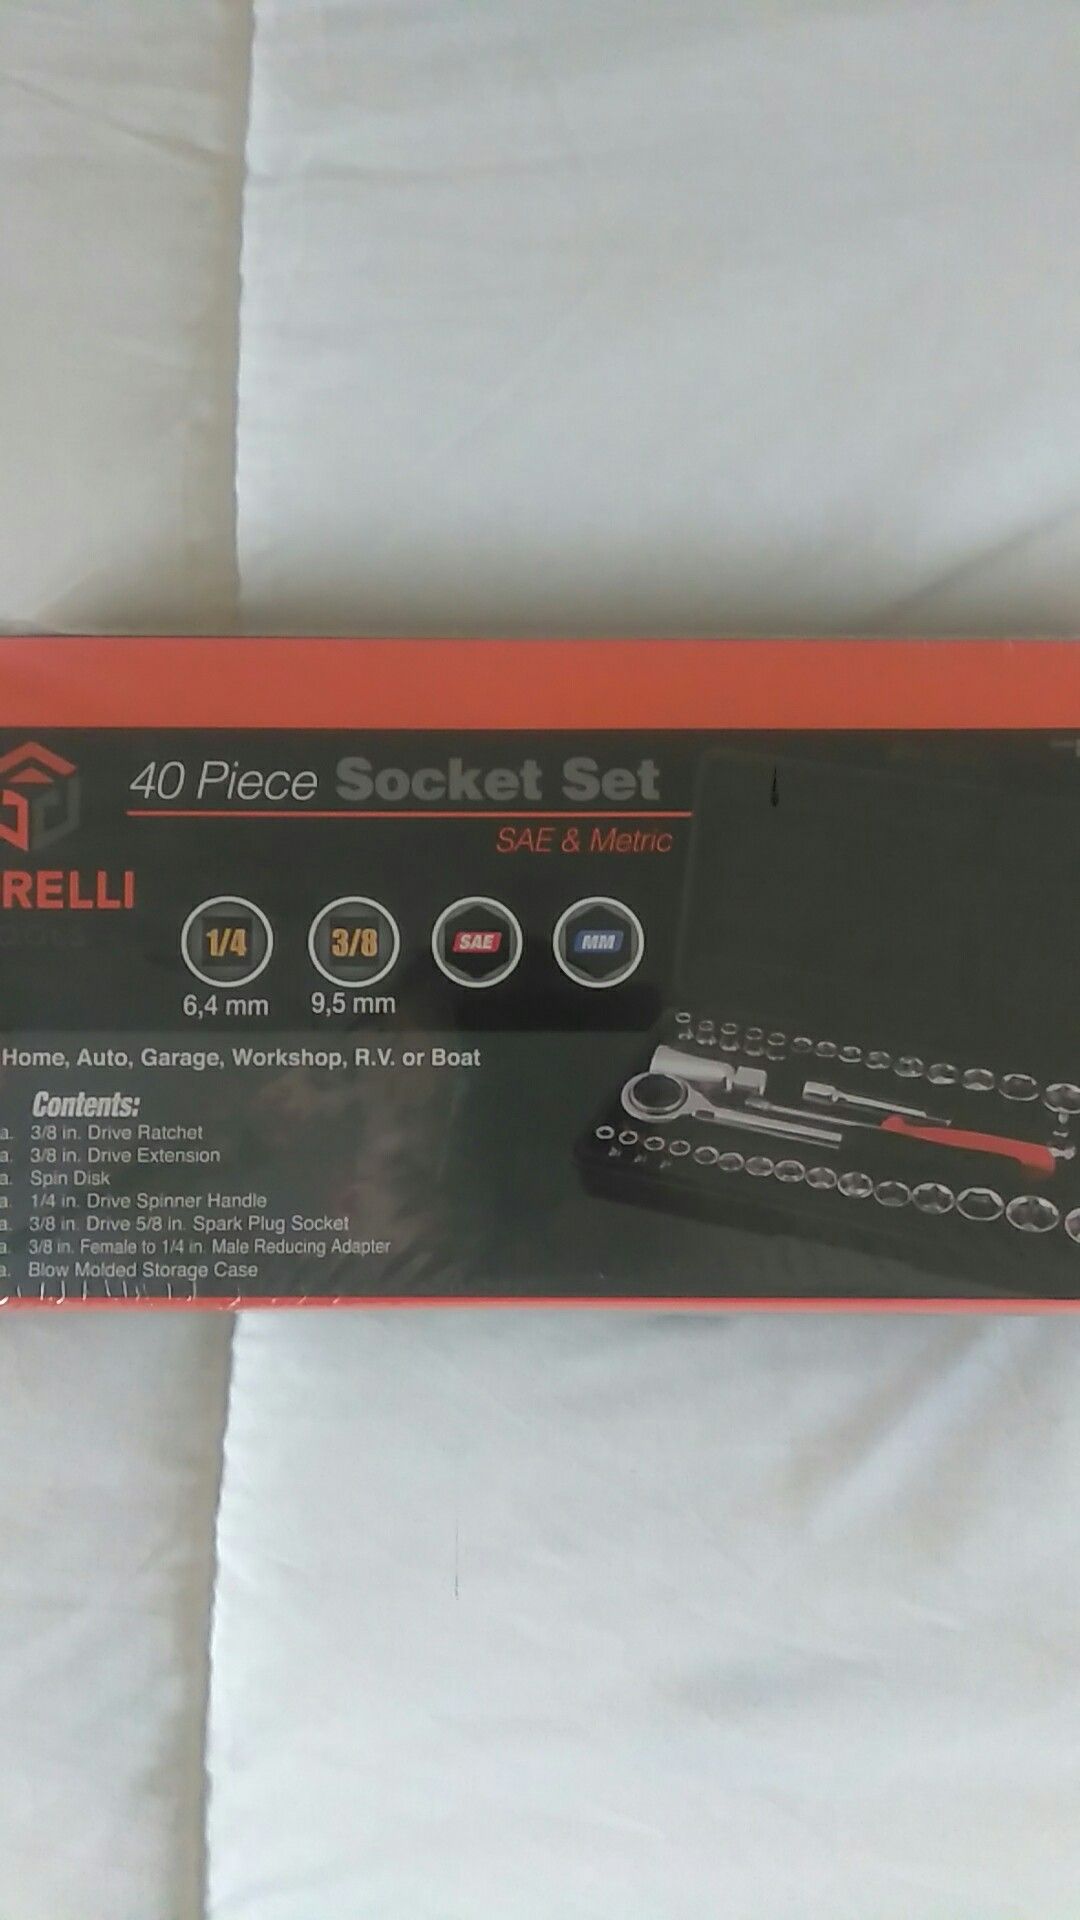 40 Piece Socket Set
SAE & Metric
RELLI
1/4
3/8
SAE
MM
6,4 mm
9,5 mm
Home, Auto, Garage, Workshop, R.V. or Boat
Contents:
a. 3/8 in. Drive Ratchet
a. 3/8 in. Drive Extension
a. Spin Disk
a. 1/4 in. Drive Spinner Handle
a. 3/8 in. Drive 5/8 in. Spark Plug Socket
a. 3/8 in. Female to 1/4 in. Male Reducing Adapter
a. Blow Molded Storage Case